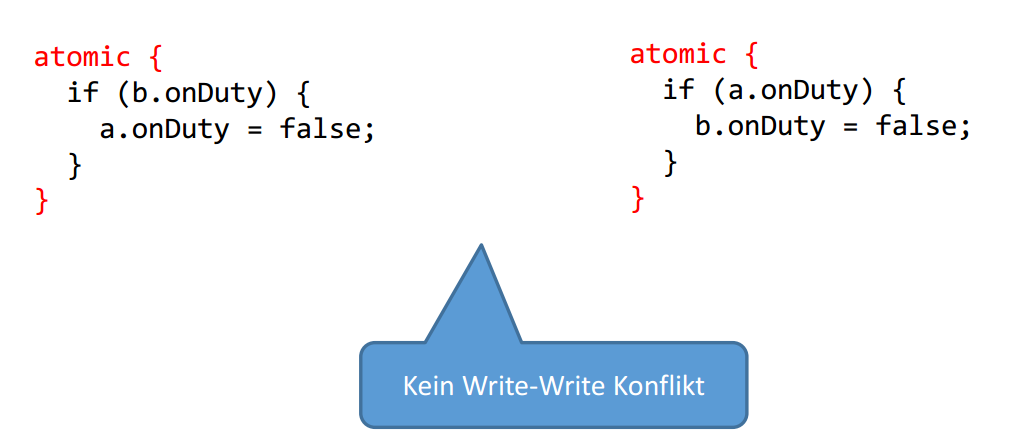 atomic {
  if (b.onDuty) {
    a.onDuty = false;
  }
}
atomic {
  if (a.onDuty) {
    b.onDuty = false;
  }
}
Kein Write-Write Konflikt